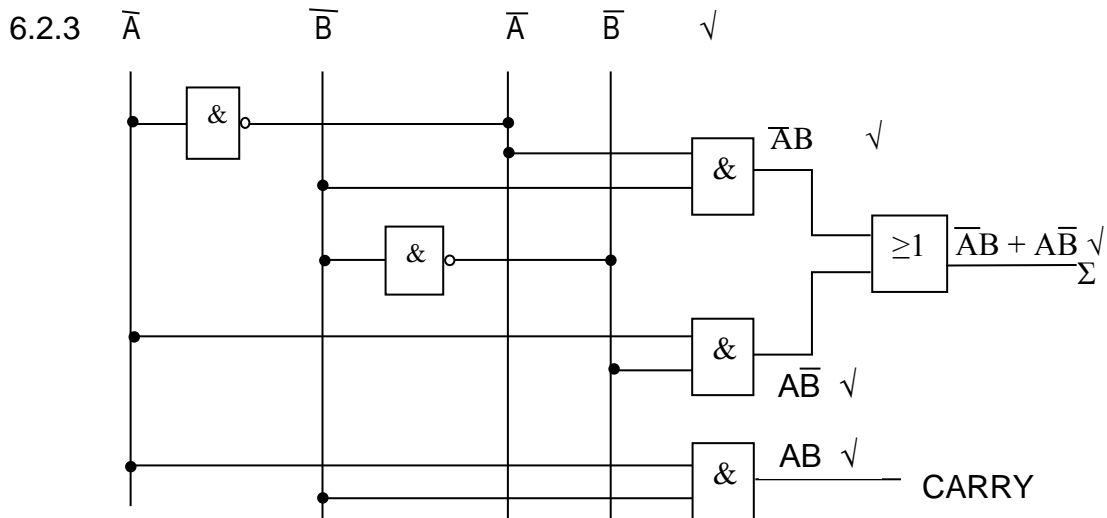 6.2.3 A̅ B̅ A̅ B̅ √
&
& A̅B √
& ≥1 A̅B + AB̅ √
Σ
&
AB̅ √
& AB √
CARRY